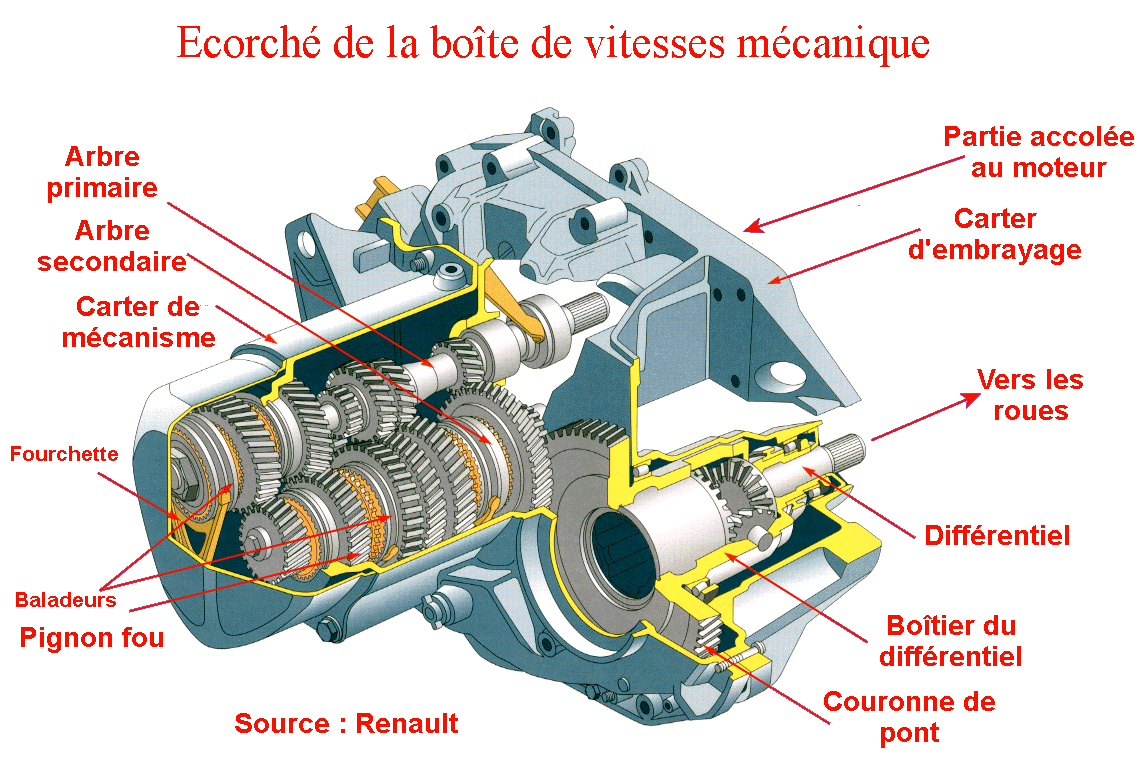 Ecorché de la boîte de vitesses mécanique
Arbre
primaire
Arbre
secondaire
Carter de
mécanisme
Fourchette
Baladeurs
Pignon fou
Source : Renault
Partie accolée
au moteur
Carter
d'embrayage
Vers les
roues
Différentiel
Boîtier du
différentiel
Couronne de
pont